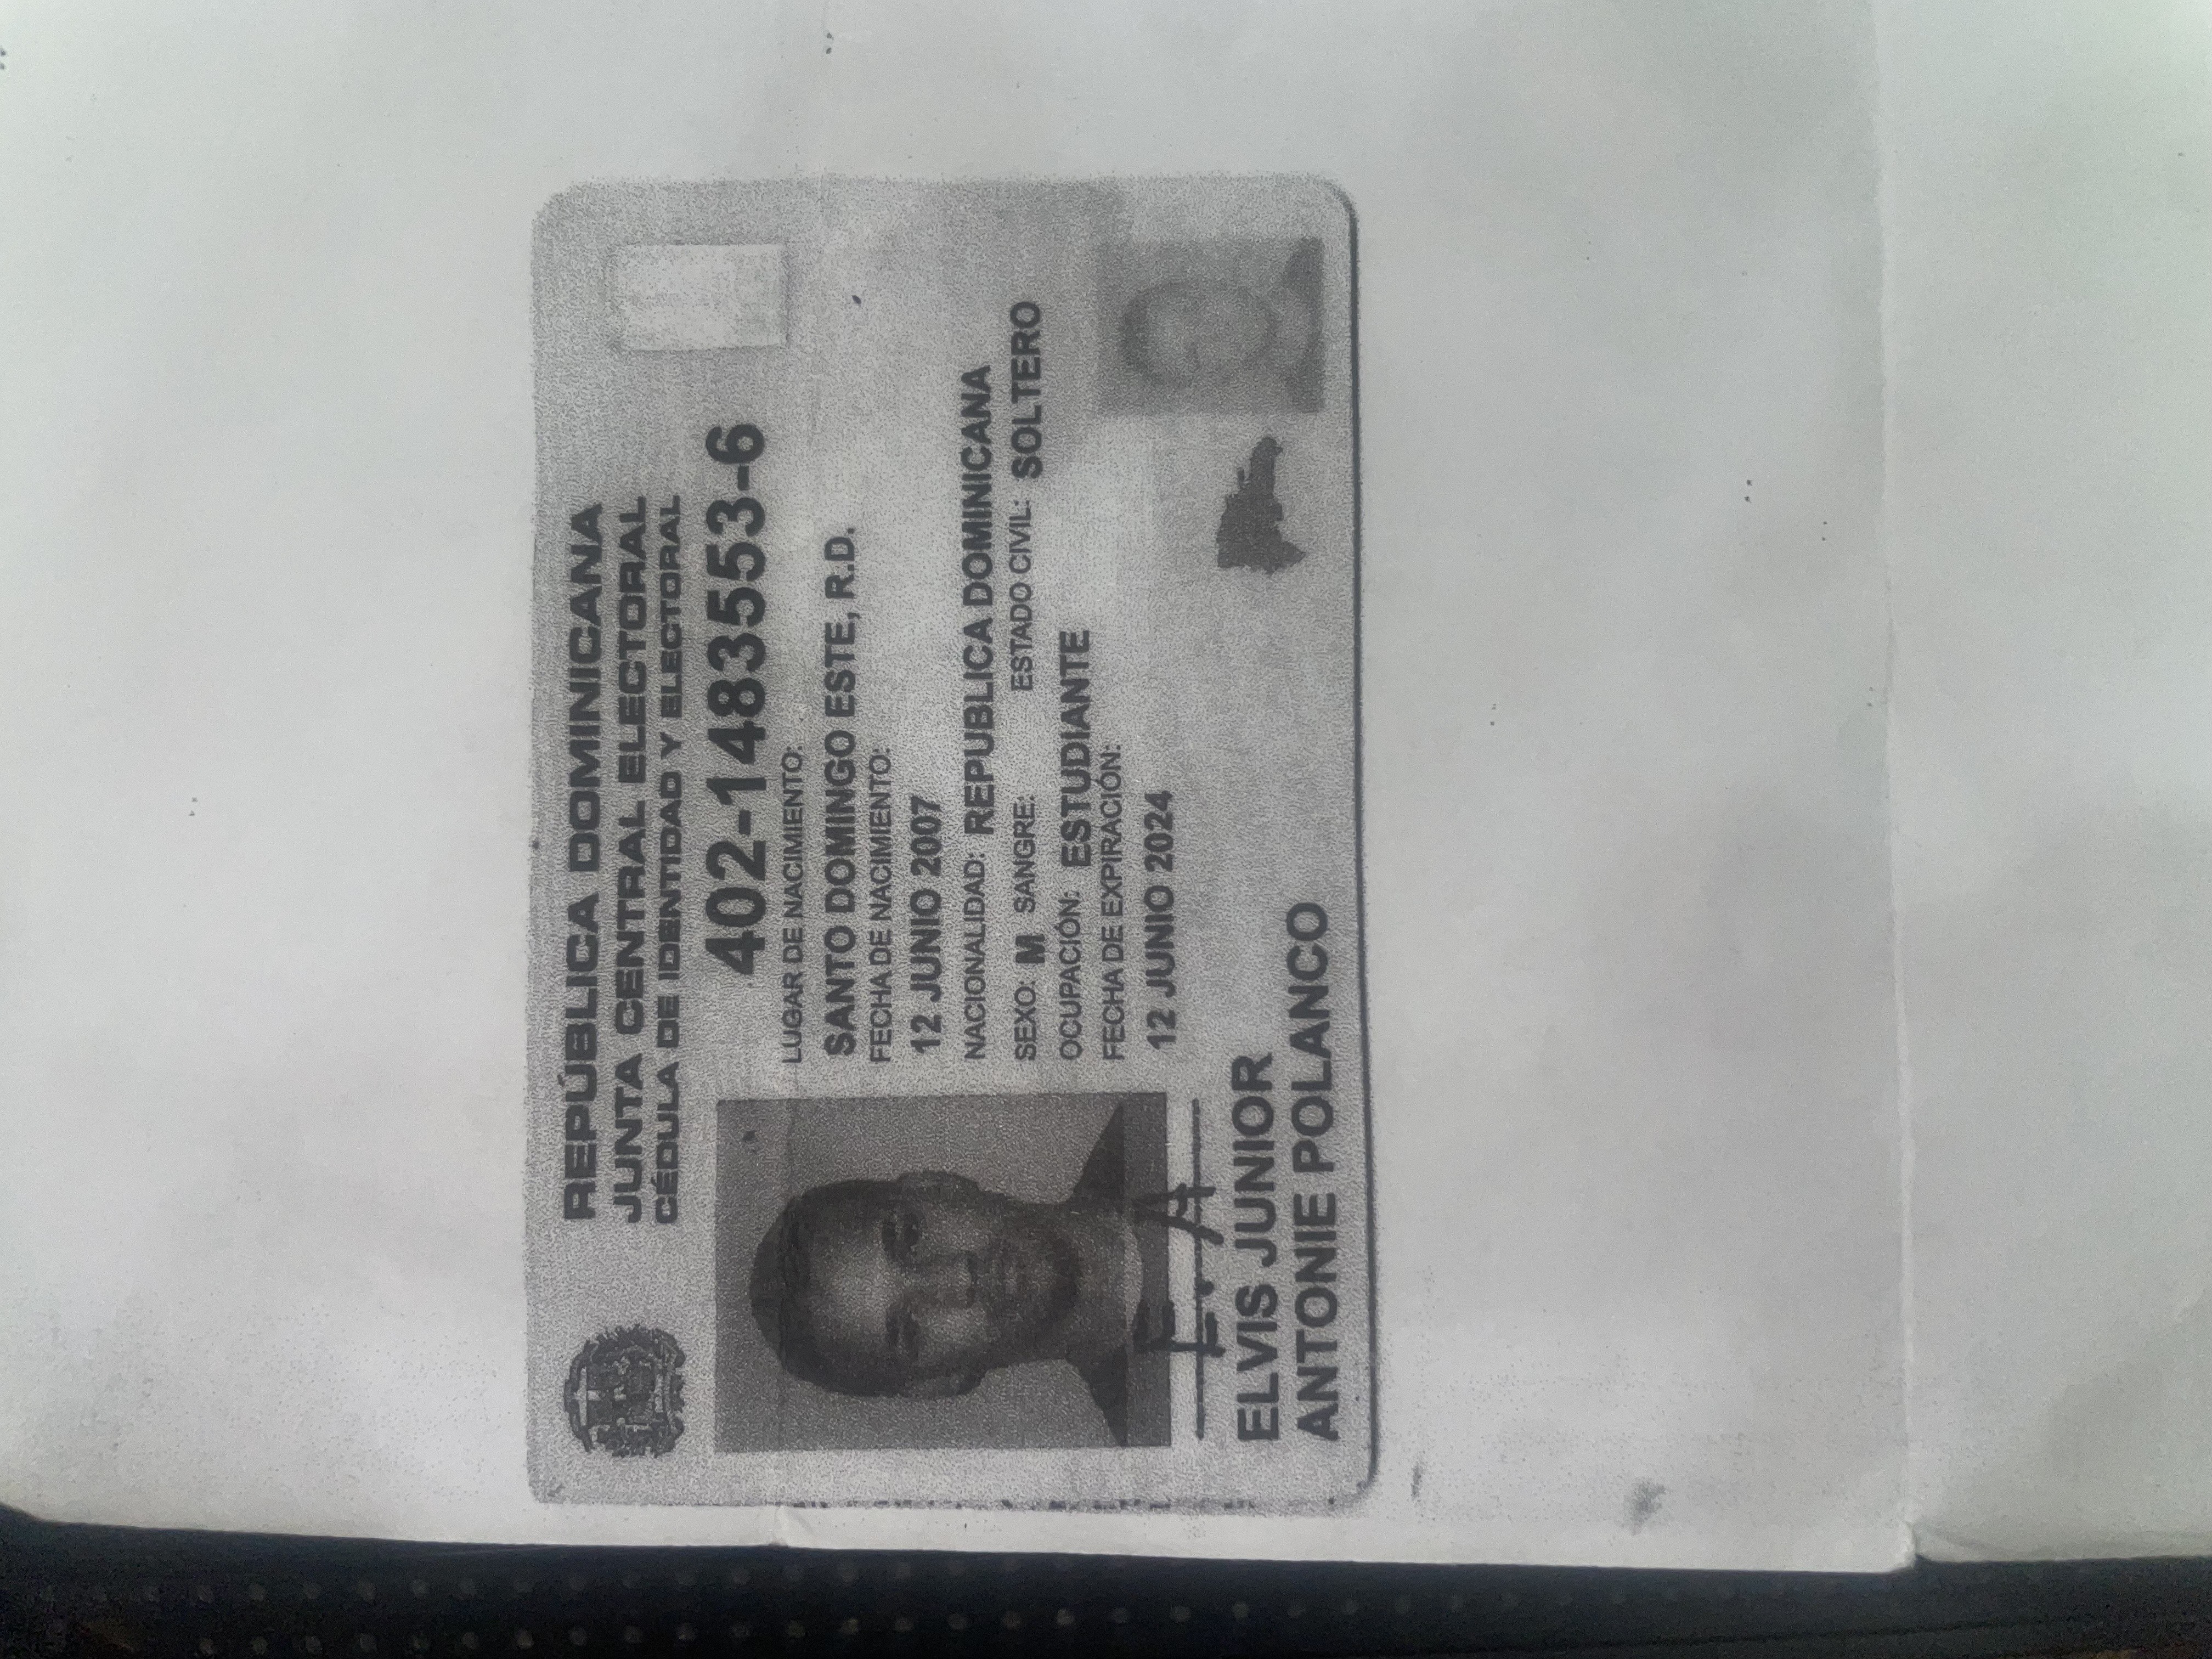 REPÚBLICA DOMINICANA
JUNTA CENTRAL ELECTORAL
CÉDULA DE IDENTIDAD Y ELECTORAL
402-1483553-6
LUGAR DE NACIMIENTO:
SANTO DOMINGO ESTE, R.D.
FECHA DE NACIMIENTO:
12 JUNIO 2007
NACIONALIDAD: REPUBLICA DOMINICANA
SEXO: M SANGRE: ESTADO CIVIL: SOLTERO
OCUPACIÓN: ESTUDIANTE
FECHA DE EXPIRACIÓN:
12 JUNIO 2024
E. A
ELVIS JUNIOR
ANTONIE POLANCO